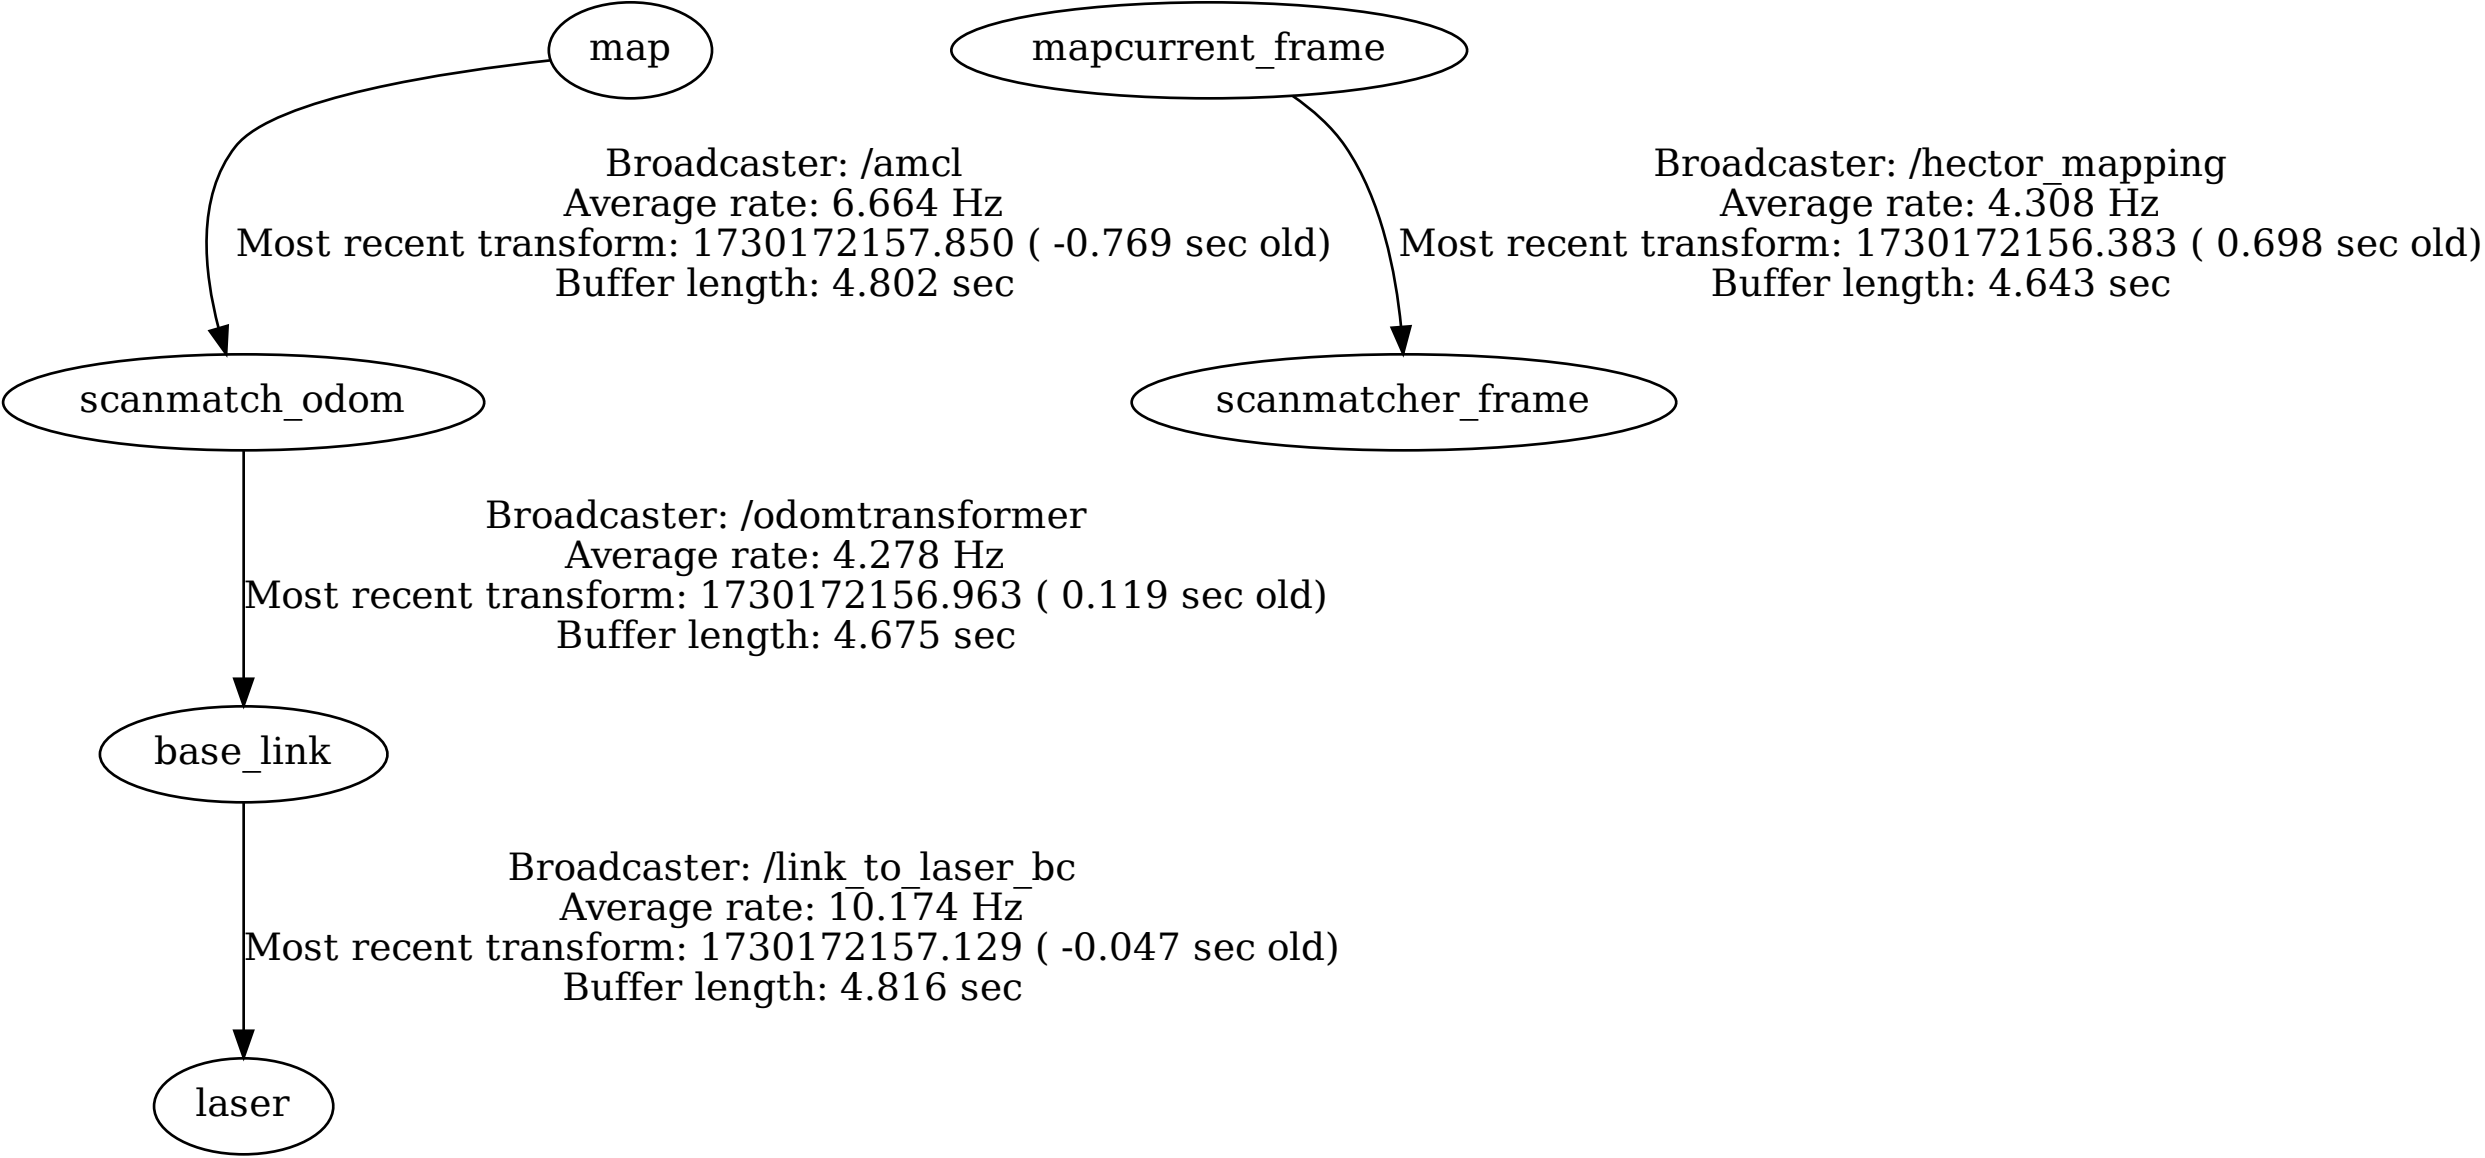 map
mapcurrent_frame
Broadcaster: /amcl
Average rate: 6.664 Hz
Most recent transform: 1730172157.850 ( -0.769 sec old)
Buffer length: 4.802 sec
Broadcaster: /hector_mapping
Average rate: 4.308 Hz
Most recent transform: 1730172156.383 ( 0.698 sec old)
Buffer length: 4.643 sec
scanmatch_odom
scanmatcher_frame
Broadcaster: /odomtransformer
Average rate: 4.278 Hz
Most recent transform: 1730172156.963 ( 0.119 sec old)
Buffer length: 4.675 sec
base_link
Broadcaster: /link_to_laser_bc
Average rate: 10.174 Hz
Most recent transform: 1730172157.129 ( -0.047 sec old)
Buffer length: 4.816 sec
laser